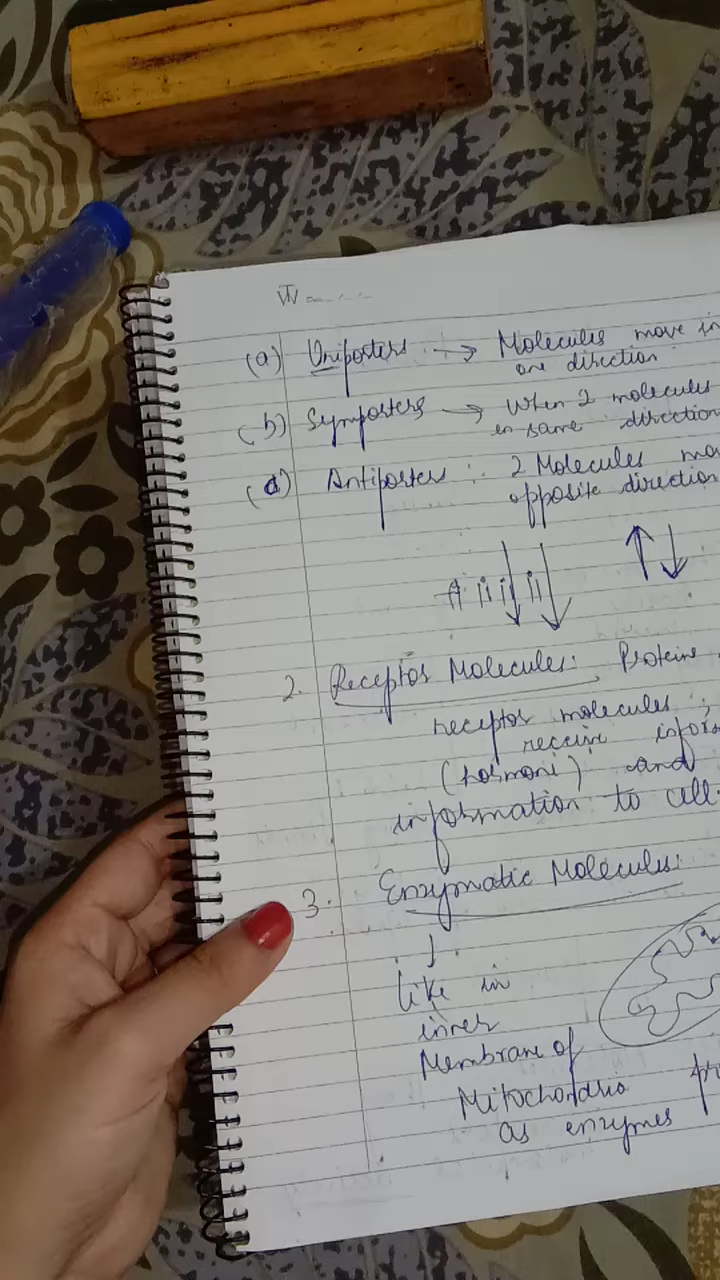 (a) Uniporters → Molecules move in
one direction
(b) Symporters → When 2 molecules
in same direction
(d) Antiporters : 2 Molecules mo
opposite direction
2. Receptor Molecules: Proteins
receptor molecules,
receive infor
(hormone) and
information to cell.
3. Enzymatic Molecules:
like in
inner
Membrane of
Mitochondria
as enzymes